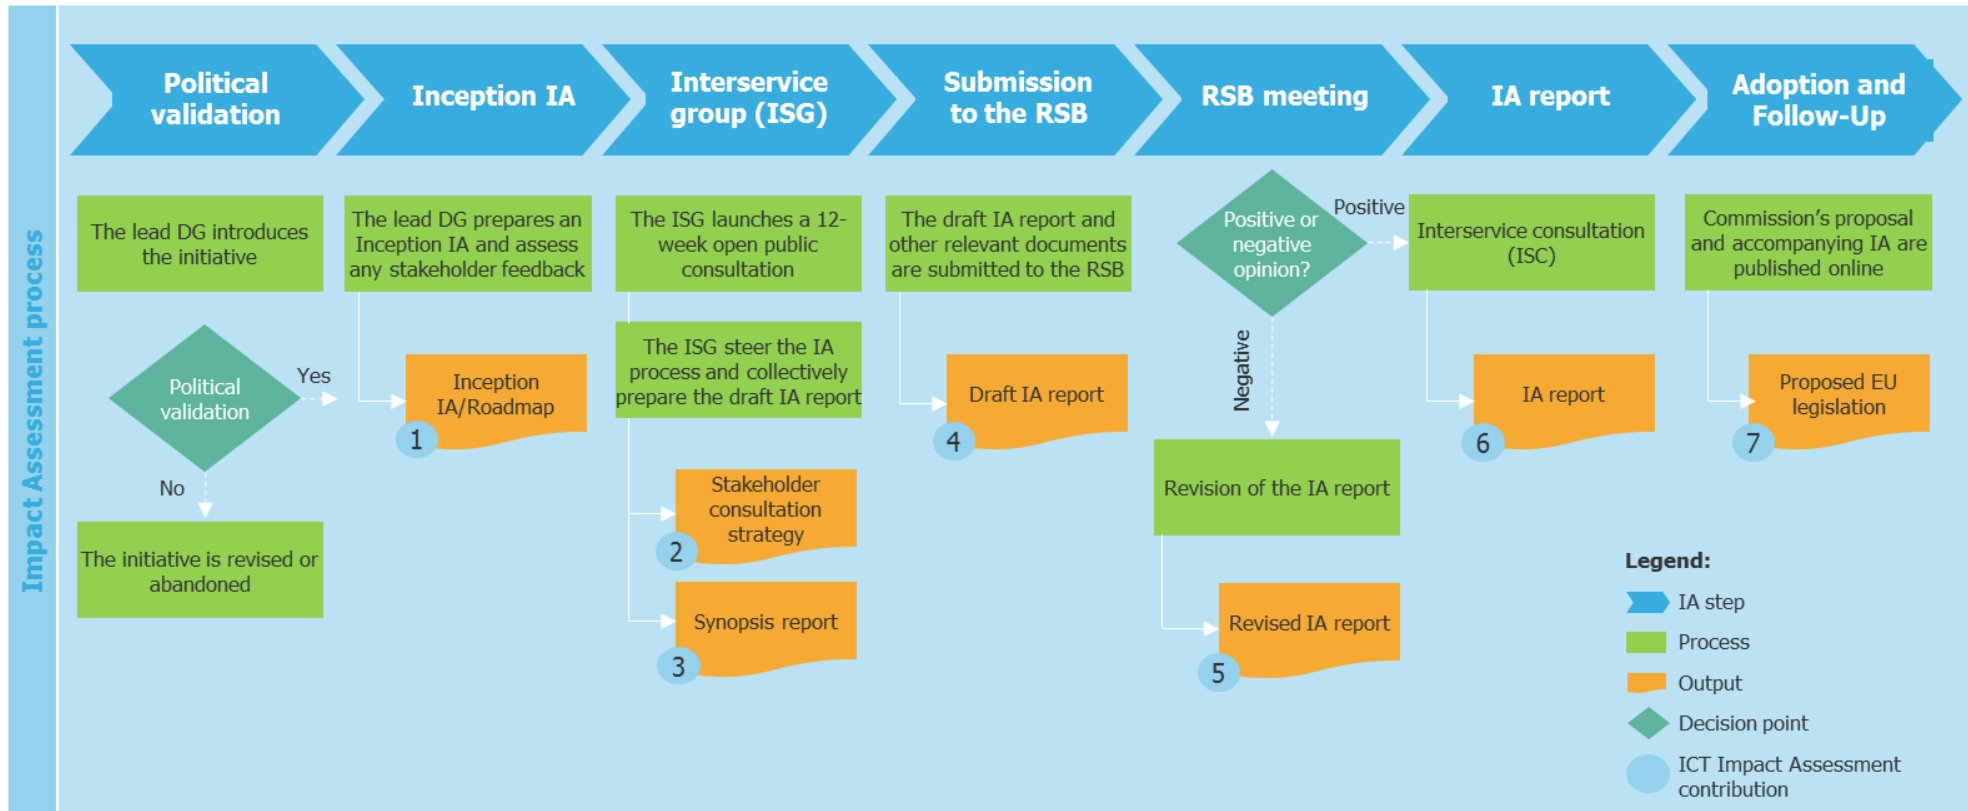 Impact Assessment process
Political
validation
Inception IA
Interservice
group (ISG)
Submission
to the RSB
RSB meeting
IA report
Adoption and
Follow-Up
The lead DG introduces
the initiative
Political
validation
Yes
No
The initiative is revised or
abandoned
The lead DG prepares an
Inception IA and assess
any stakeholder feedback
Inception
IA/Roadmap
1
The ISG launches a 12-
week open public
consultation
The ISG steer the IA
process and collectively
prepare the draft IA report
Stakeholder
consultation
strategy
2
Synopsis report
3
The draft IA report and
other relevant documents
are submitted to the RSB
Draft IA report
4
Positive or
negative
opinion?
Positive
Negative
Revision of the IA report
Revised IA report
5
Interservice consultation
(ISC)
IA report
6
Commission’s proposal
and accompanying IA are
published online
Proposed EU
legislation
7
Legend:
IA step
Process
Output
Decision point
ICT Impact Assessment
contribution